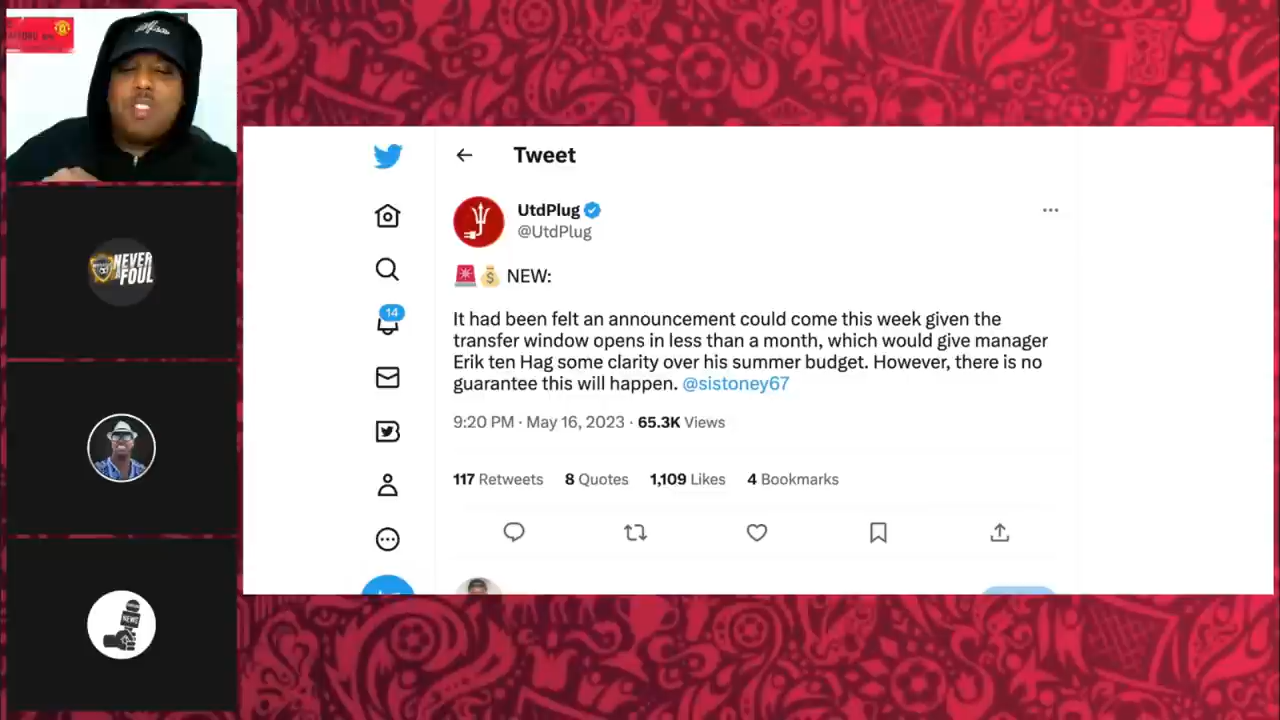 NEVER
A FOUL
NEWS
Tweet
UtdPlug
@UtdPlug
NEW:
It had been felt an announcement could come this week given the
transfer window opens in less than a month, which would give manager
Erik ten Hag some clarity over his summer budget. However, there is no
guarantee this will happen. @sistoney67
9:20 PM · May 16, 2023 · 65.3K Views
117 Retweets 8 Quotes 1,109 Likes 4 Bookmarks
14